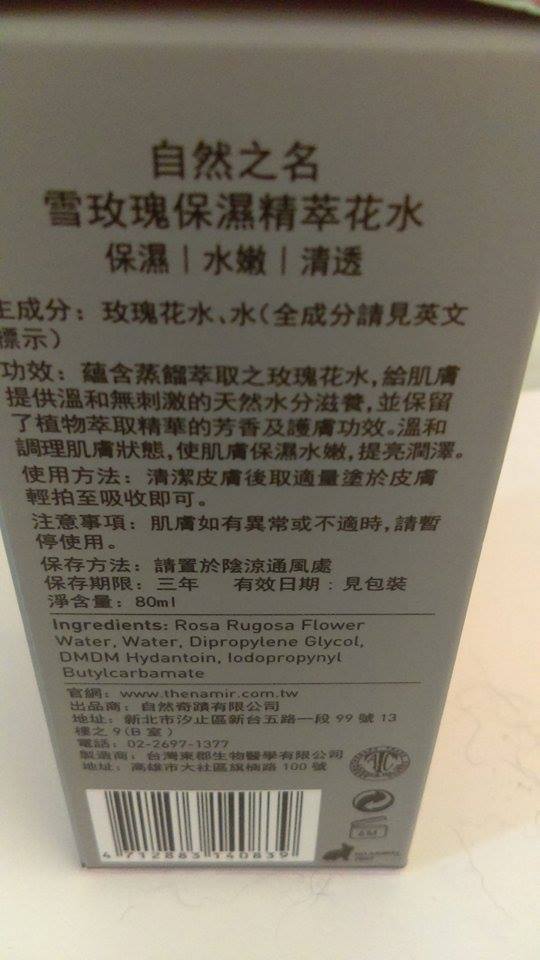 自然之名
雪玫瑰保濕精萃花水
保濕 | 水嫩 | 清透
主成分：玫瑰花水、水(全成分請見英文
標示)
功效：蘊含蒸餾萃取之玫瑰花水，給肌膚
提供溫和無刺激的天然水分滋養，並保留
了植物萃取精華的芳香及護膚功效。溫和
調理肌膚狀態，使肌膚保濕水嫩，提亮潤澤。
使用方法：清潔皮膚後取適量塗於皮膚
輕拍至吸收即可。
注意事項：肌膚如有異常或不適時，請暫
停使用。
保存方法：請置於陰涼通風處
保存期限：三年 有效日期：見包裝
淨含量：80ml
Ingredients: Rosa Rugosa Flower
Water, Water, Dipropylene Glycol,
DMDM Hydantoin, Iodopropynyl
Butylcarbamate
官網：www.thenamir.com.tw
出品商：自然奇蹟有限公司
地址：新北市汐止區新台五路一段 99 號 13
樓之 9 (B 室)
電話：02-2697-1377
製造商：台灣東郡生物醫學有限公司
地址：高雄市大社區旗楠路 100 號
6M
4 712883 140839